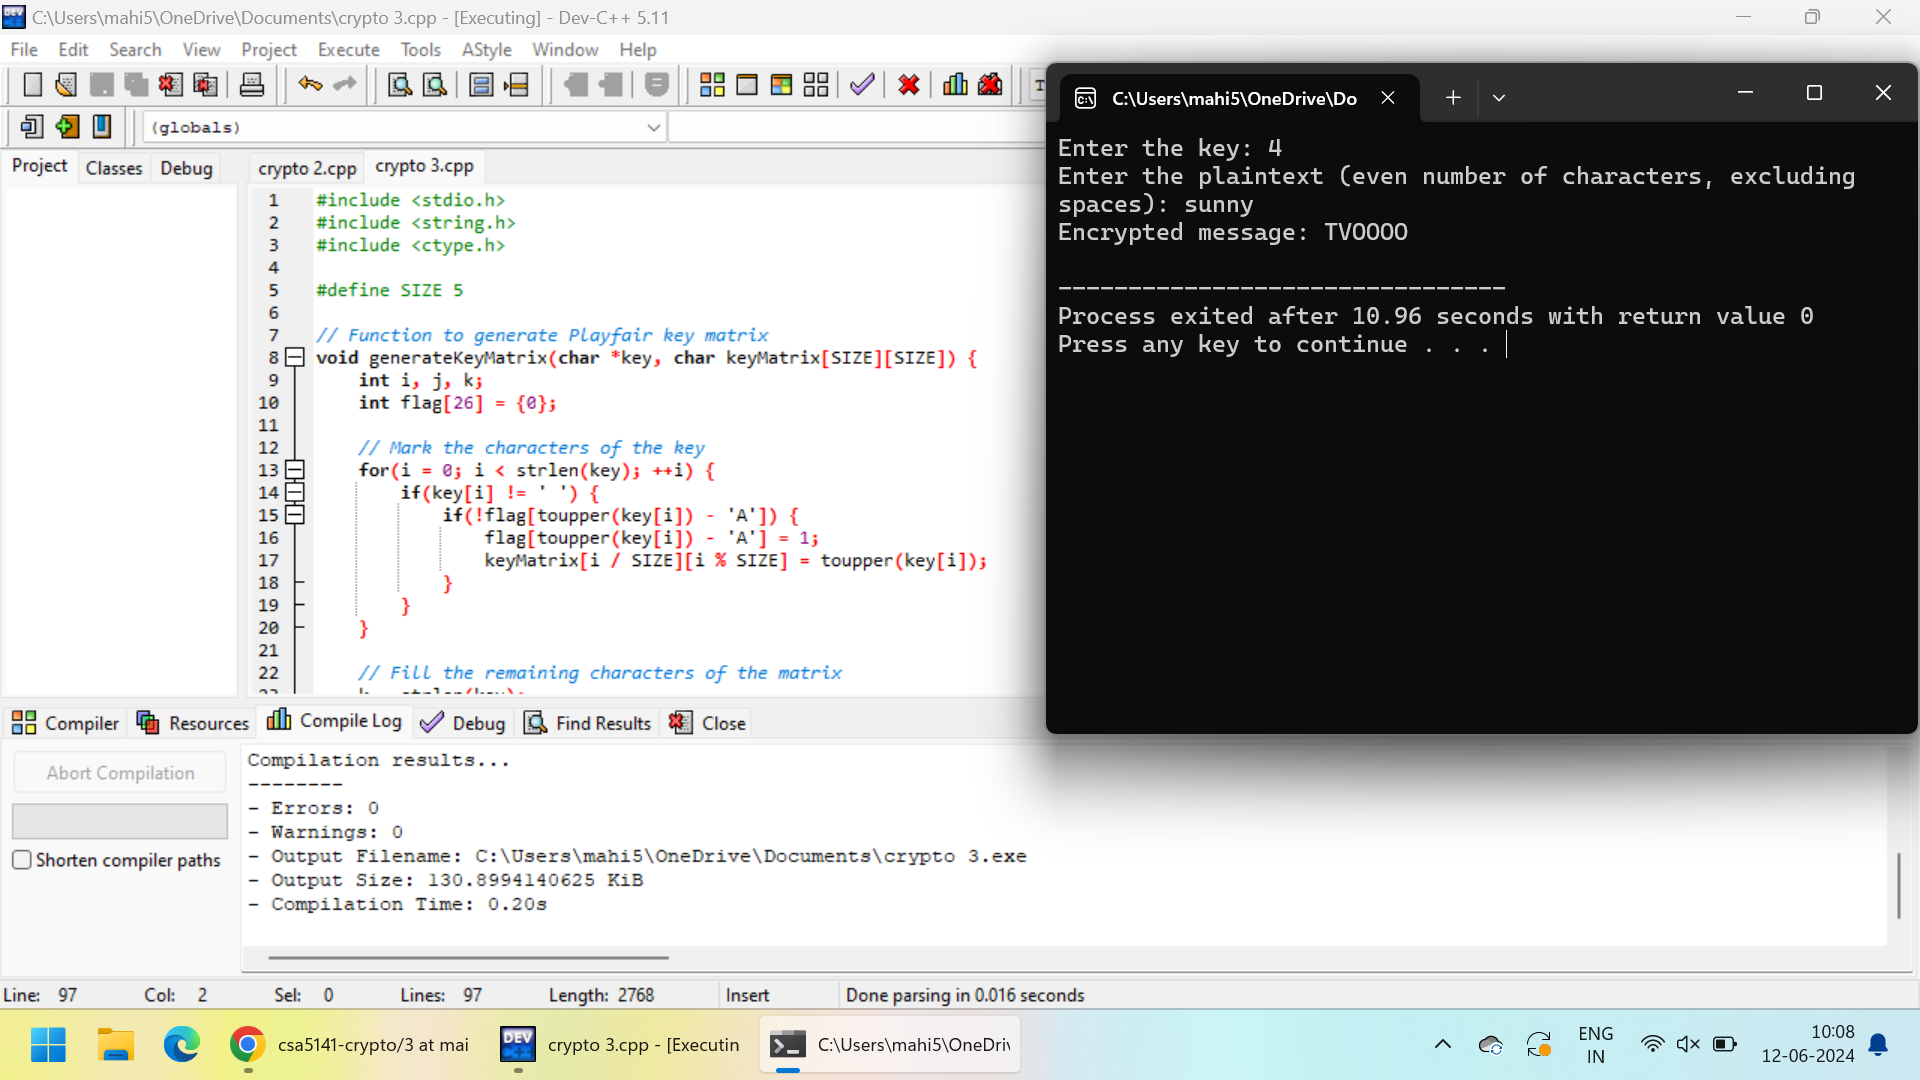 C:\Users\mahi5\OneDrive\Documents\crypto 3.cpp - [Executing] - Dev-C++ 5.11
File Edit Search View Project Execute Tools AStyle Window Help
(globals)
Project Classes Debug
crypto 2.cpp crypto 3.cpp
1 #include <stdio.h>
2 #include <string.h>
3 #include <ctype.h>
4
5 #define SIZE 5
6
7 // Function to generate Playfair key matrix
8 void generateKeyMatrix(char *key, char keyMatrix[SIZE][SIZE]) {
9 int i, j, k;
10 int flag[26] = {0};
11
12 // Mark the characters of the key
13 for(i = 0; i < strlen(key); ++i) {
14 if(key[i] != ' ') {
15 if(!flag[toupper(key[i]) - 'A']) {
16 flag[toupper(key[i]) - 'A'] = 1;
17 keyMatrix[i / SIZE][i % SIZE] = toupper(key[i]);
18 }
19 }
20 }
21
22 // Fill the remaining characters of the matrix
C:\Users\mahi5\OneDrive\Do
Enter the key: 4
Enter the plaintext (even number of characters, excluding
spaces): sunny
Encrypted message: TVOOOO
--------------------------------
Process exited after 10.96 seconds with return value 0
Press any key to continue . . .
Compiler Resources Compile Log Debug Find Results Close
Abort Compilation
Shorten compiler paths
Compilation results...
--------
- Errors: 0
- Warnings: 0
- Output Filename: C:\Users\mahi5\OneDrive\Documents\crypto 3.exe
- Output Size: 130.8994140625 KiB
- Compilation Time: 0.20s
Line: 97 Col: 2 Sel: 0 Lines: 97 Length: 2768 Insert Done parsing in 0.016 seconds
csa5141-crypto/3 at mai
DEV
crypto 3.cpp - [Executin
C:\Users\mahi5\OneDri
ENG
IN
10:08
12-06-2024